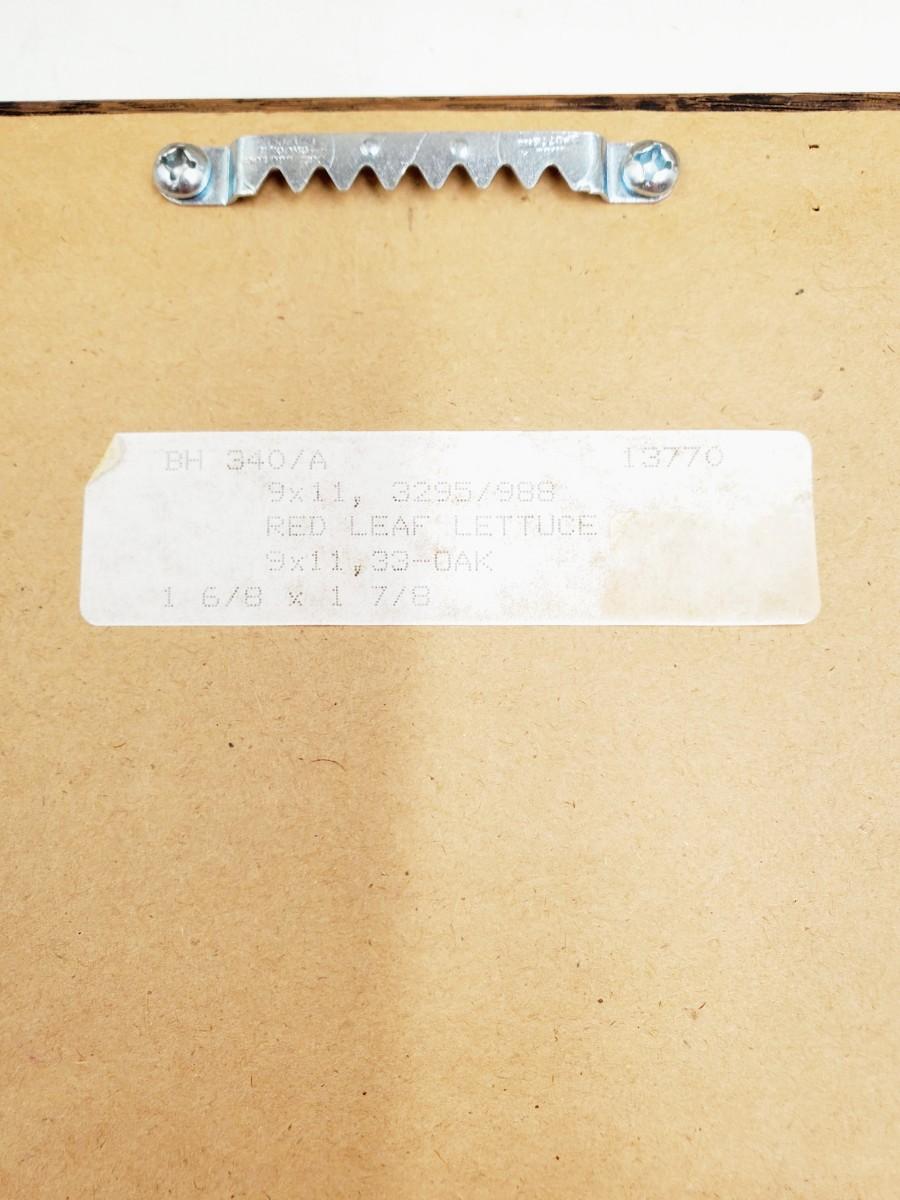 BH 340/A 13770
9x11, 3295/988
RED LEAF LETTUCE
9x11,33-OAK
1 6/8 x 1 7/8